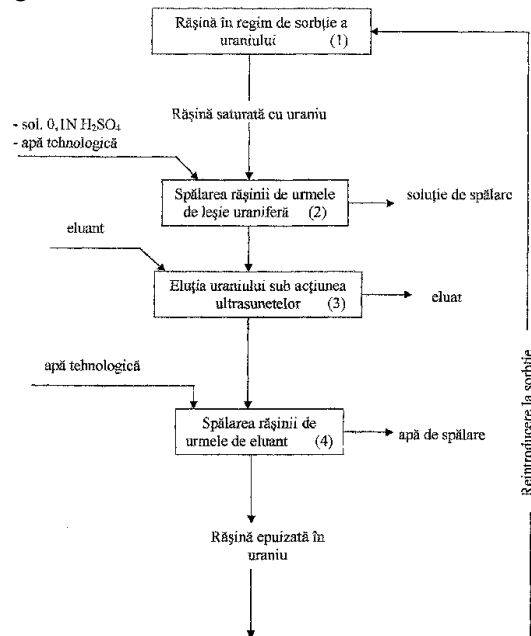 Rășină în regim de sorbție a
uraniului (1)
Rășină saturată cu uraniu
- sol. 0,1N H₂SO₄
- apă tehnologică
Spălarea rășinii de urmele
de leșie uraniferă (2)
soluție de spălare
eluant
Eluția uraniului sub acțiunea
ultrasunetelor (3)
eluat
apă tehnologică
Spălarea rășinii de
urmele de eluant (4)
apă de spălare
Reintroducere la sorbție
Rășină epuizată în
uraniu